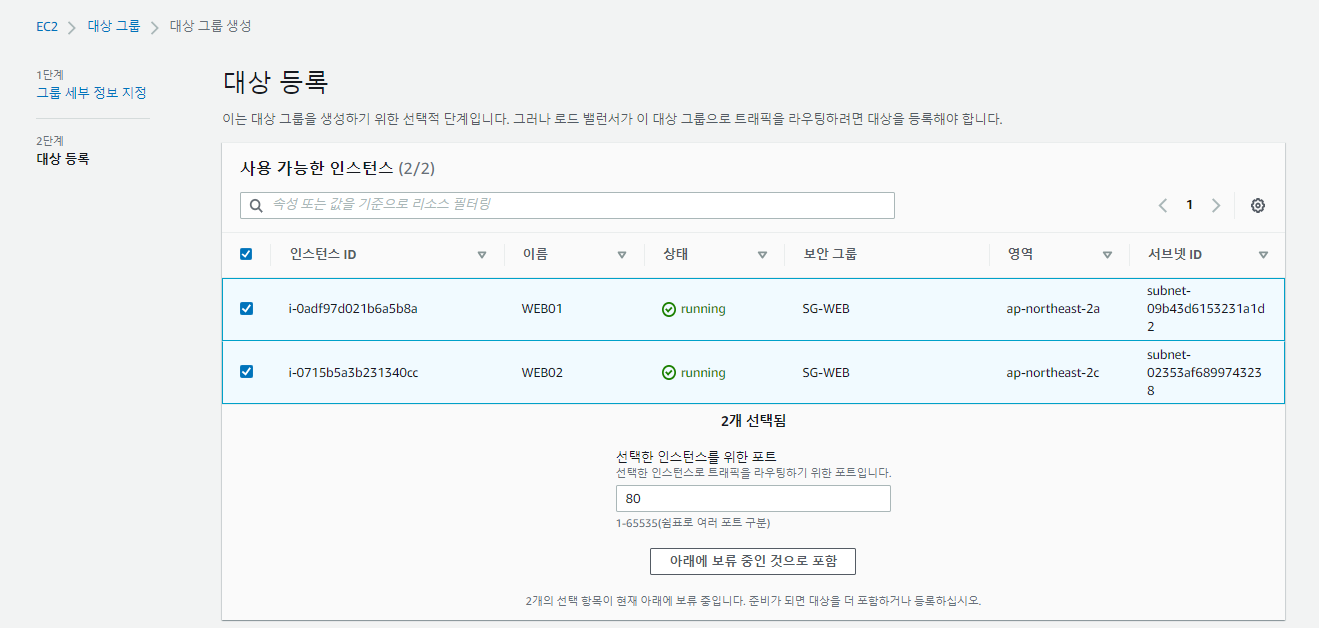 EC2 > 대상 그룹 > 대상 그룹 생성
1단계
그룹 세부 정보 지정
2단계
대상 등록
대상 등록
이는 대상 그룹을 생성하기 위한 선택적 단계입니다. 그러나 로드 밸런서가 이 대상 그룹으로 트래픽을 라우팅하려면 대상을 등록해야 합니다.
사용 가능한 인스턴스 (2/2)
속성 또는 값을 기준으로 리소스 필터링
1
인스턴스 ID 이름 상태 보안 그룹 영역 서브넷 ID
i-0adf97d021b6a5b8a WEB01 running SG-WEB ap-northeast-2a subnet-
09b43d6153231a1d
2
i-0715b5a3b231340cc WEB02 running SG-WEB ap-northeast-2c subnet-
02353af689974323
8
2개 선택됨
선택한 인스턴스를 위한 포트
선택한 인스턴스로 트래픽을 라우팅하기 위한 포트입니다.
80
1-65535(쉼표로 여러 포트 구분)
아래에 보류 중인 것으로 포함
2개의 선택 항목이 현재 아래에 보류 중입니다. 준비가 되면 대상을 더 포함하거나 등록하십시오.